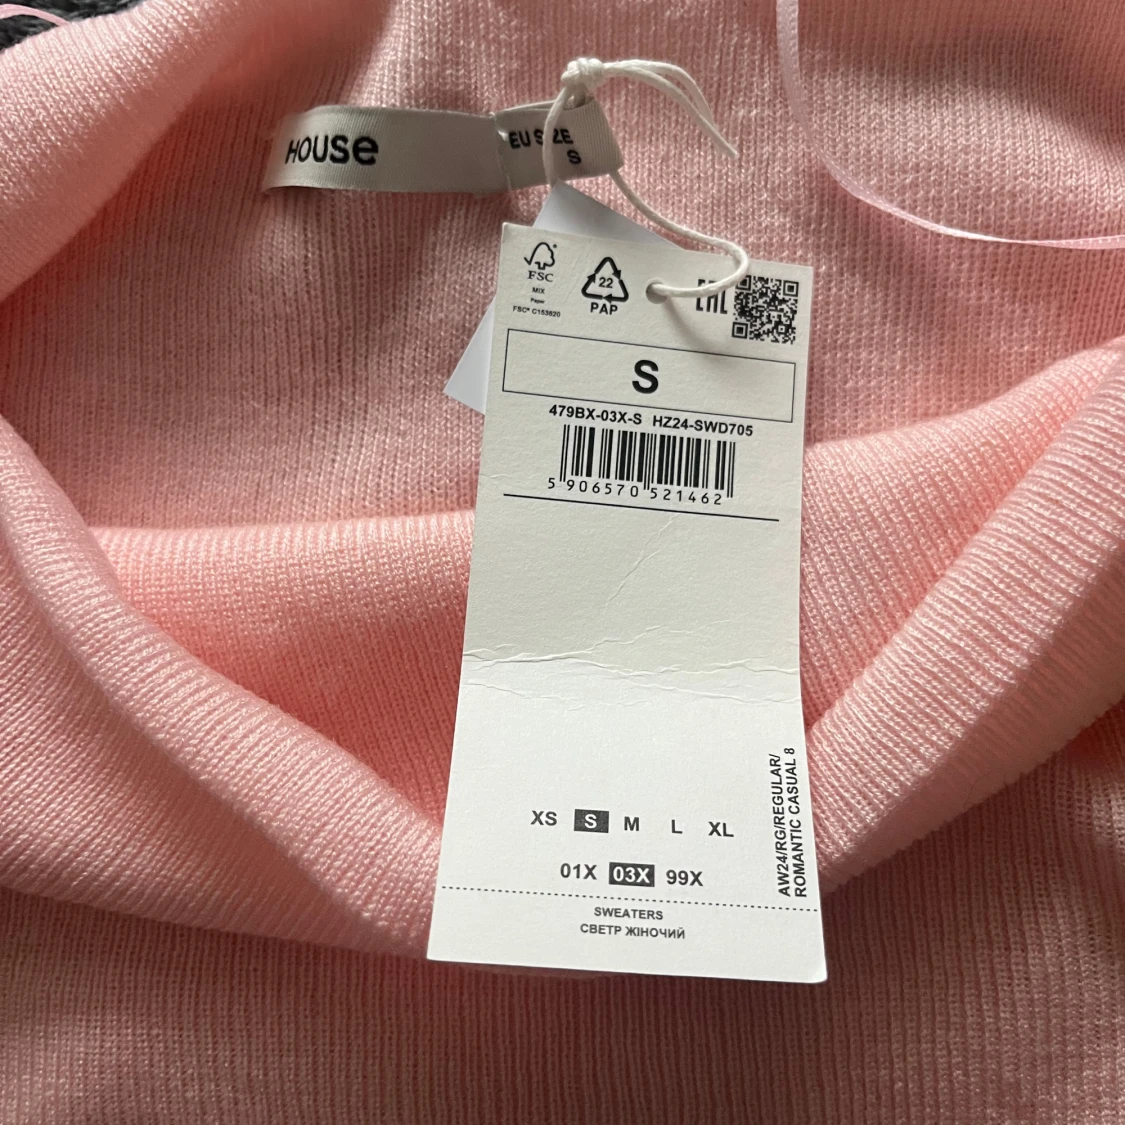 HOUSe
EU SIZE
S
FSC
MIX
Paper
FSC® C153820
22
PAP
EAC
S
479BX-03X-S HZ24-SWD705
5 906570 521462
XS S M L XL
01X 03X 99X
AW24/RG/REGULAR/
ROMANTIC CASUAL 8
SWEATERS
СВЕТР ЖІНОЧИЙ